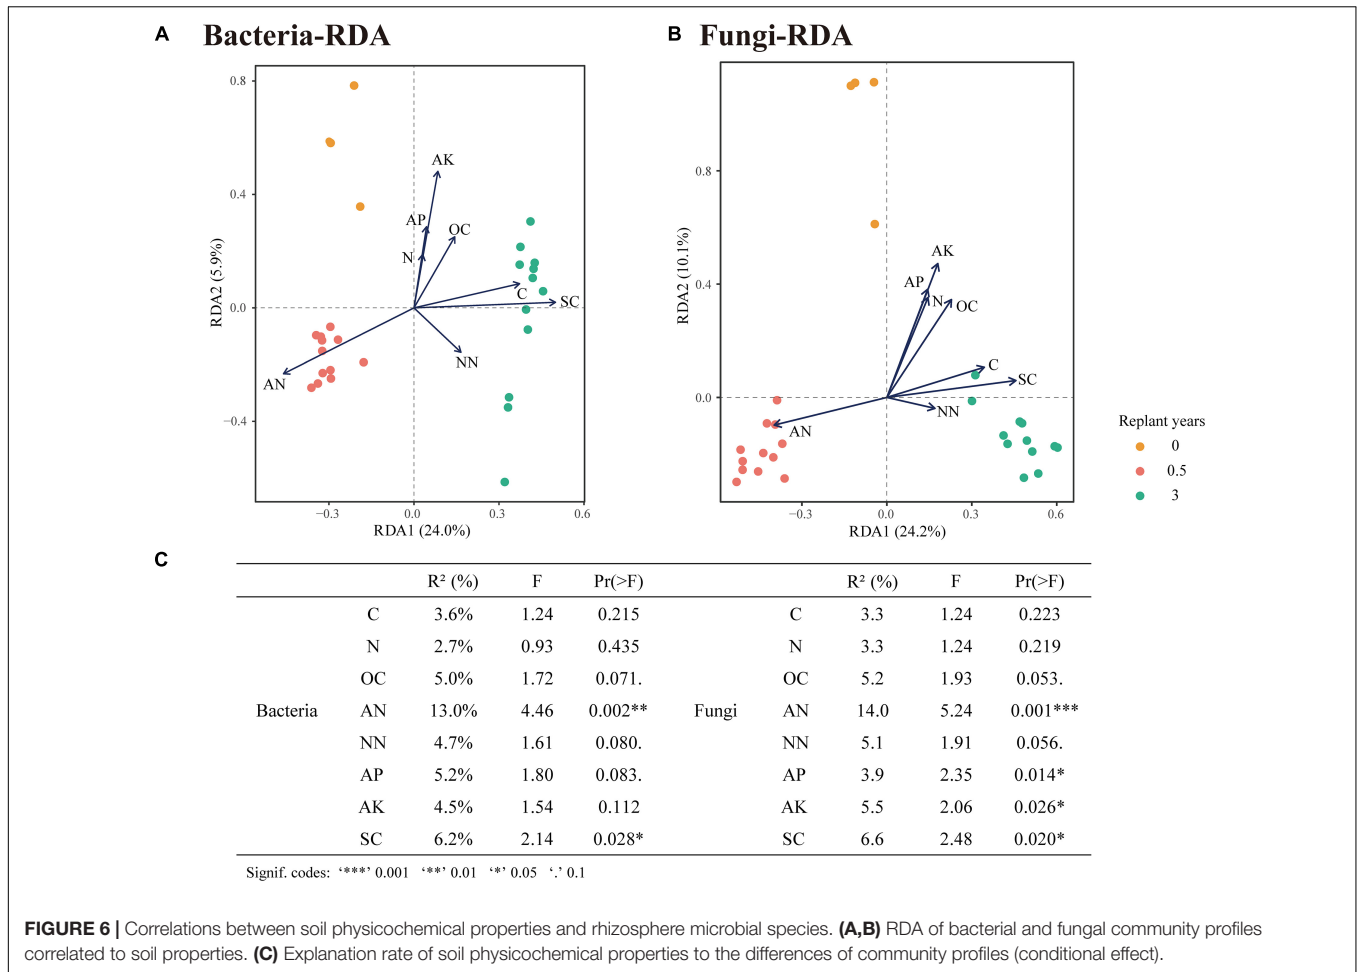 A Bacteria-RDA
B Fungi-RDA
0.8
0.4
0.0
−0.4
RDA2 (5.9%)
AK
AP
OC
N
C
SC
NN
AN
−0.3 0.0 0.3 0.6
RDA1 (24.0%)
0.8
0.4
0.0
RDA2 (10.1%)
AK
AP
N
OC
C
SC
NN
AN
−0.3 0.0 0.3 0.6
RDA1 (24.2%)
Replant years
0
0.5
3
C
R² (%) F Pr(>F) R² (%) F Pr(>F)
C 3.6% 1.24 0.215 C 3.3 1.24 0.223
N 2.7% 0.93 0.435 N 3.3 1.24 0.219
OC 5.0% 1.72 0.071. OC 5.2 1.93 0.053.
Bacteria AN 13.0% 4.46 0.002** Fungi AN 14.0 5.24 0.001***
NN 4.7% 1.61 0.080. NN 5.1 1.91 0.056.
AP 5.2% 1.80 0.083. AP 3.9 2.35 0.014*
AK 4.5% 1.54 0.112 AK 5.5 2.06 0.026*
SC 6.2% 2.14 0.028* SC 6.6 2.48 0.020*
Signif. codes: ‘***’ 0.001 ‘**’ 0.01 ‘*’ 0.05 ‘.’ 0.1
FIGURE 6 | Correlations between soil physicochemical properties and rhizosphere microbial species. (A,B) RDA of bacterial and fungal community profiles
correlated to soil properties. (C) Explanation rate of soil physicochemical properties to the differences of community profiles (conditional effect).